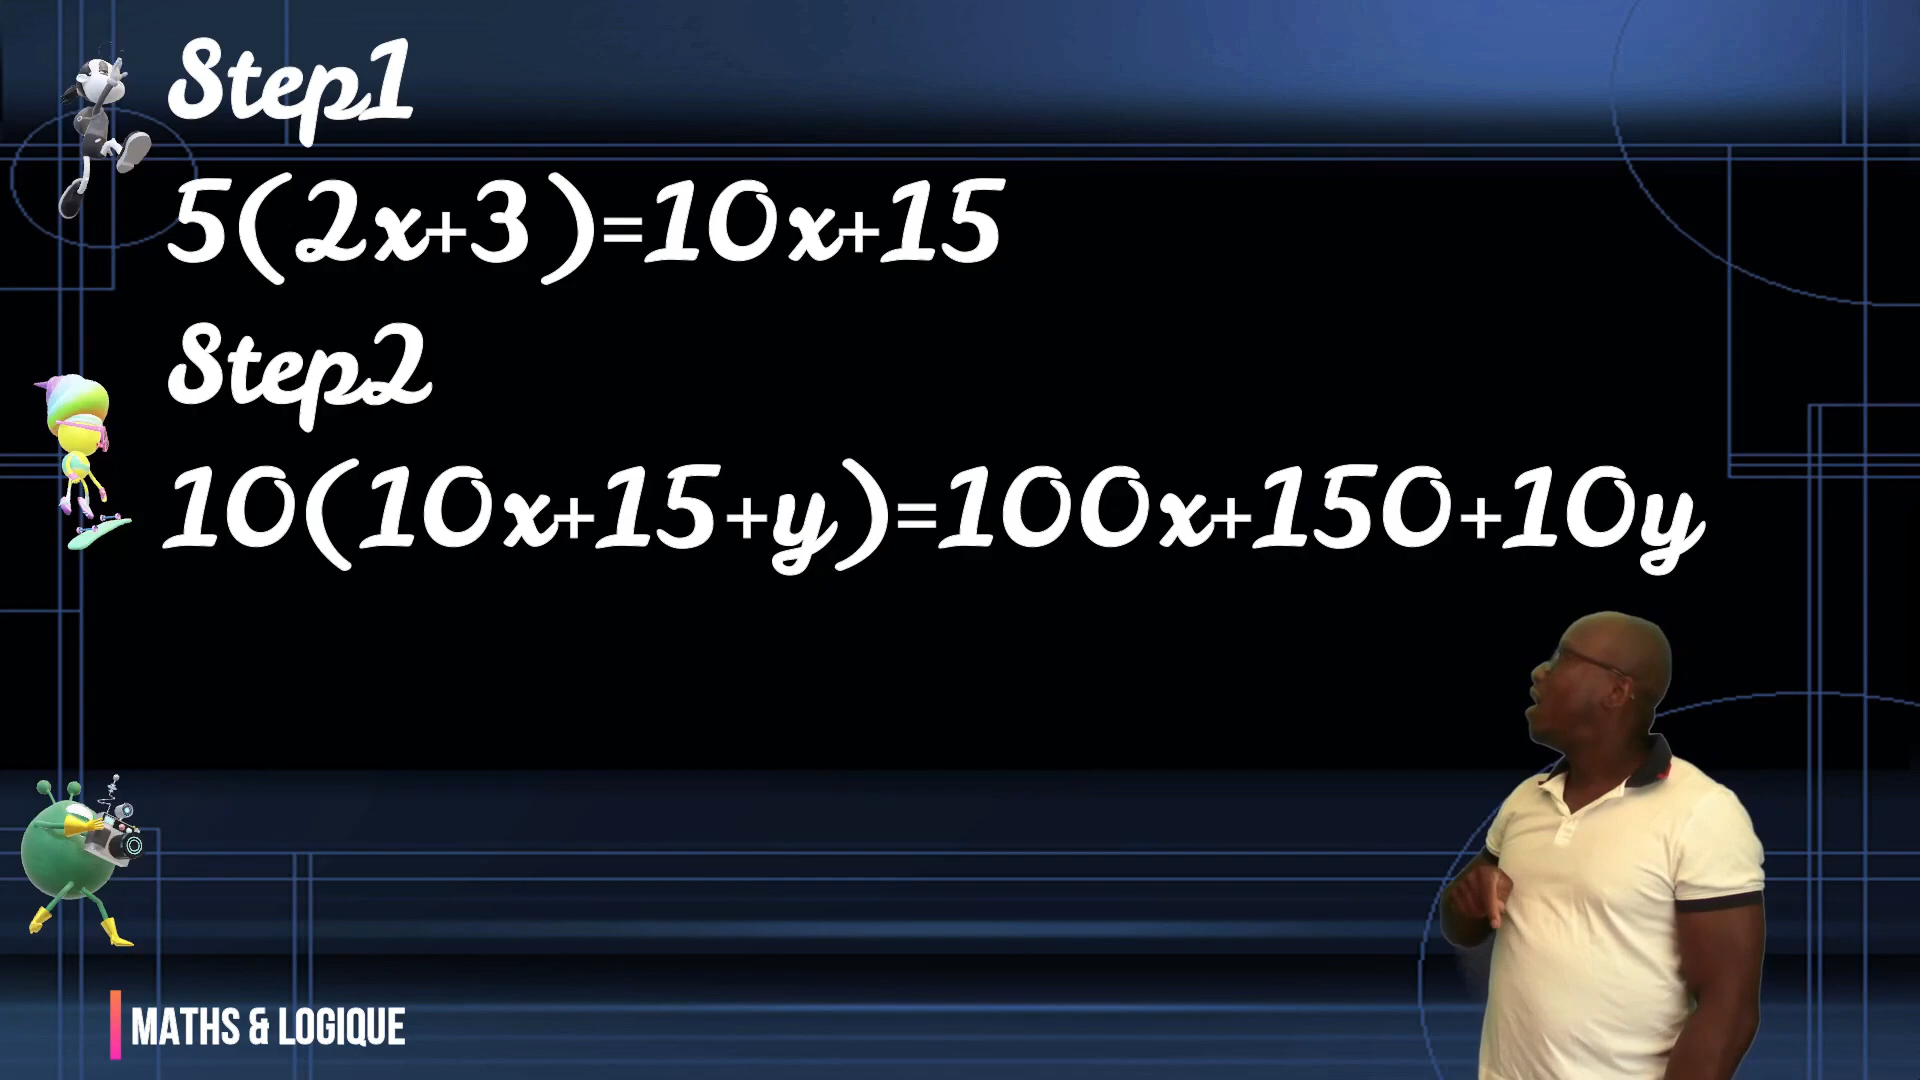 Step1
5(2x+3)=10x+15
Step2
10(10x+15+y)=100x+150+10y
MATHS & LOGIQUE